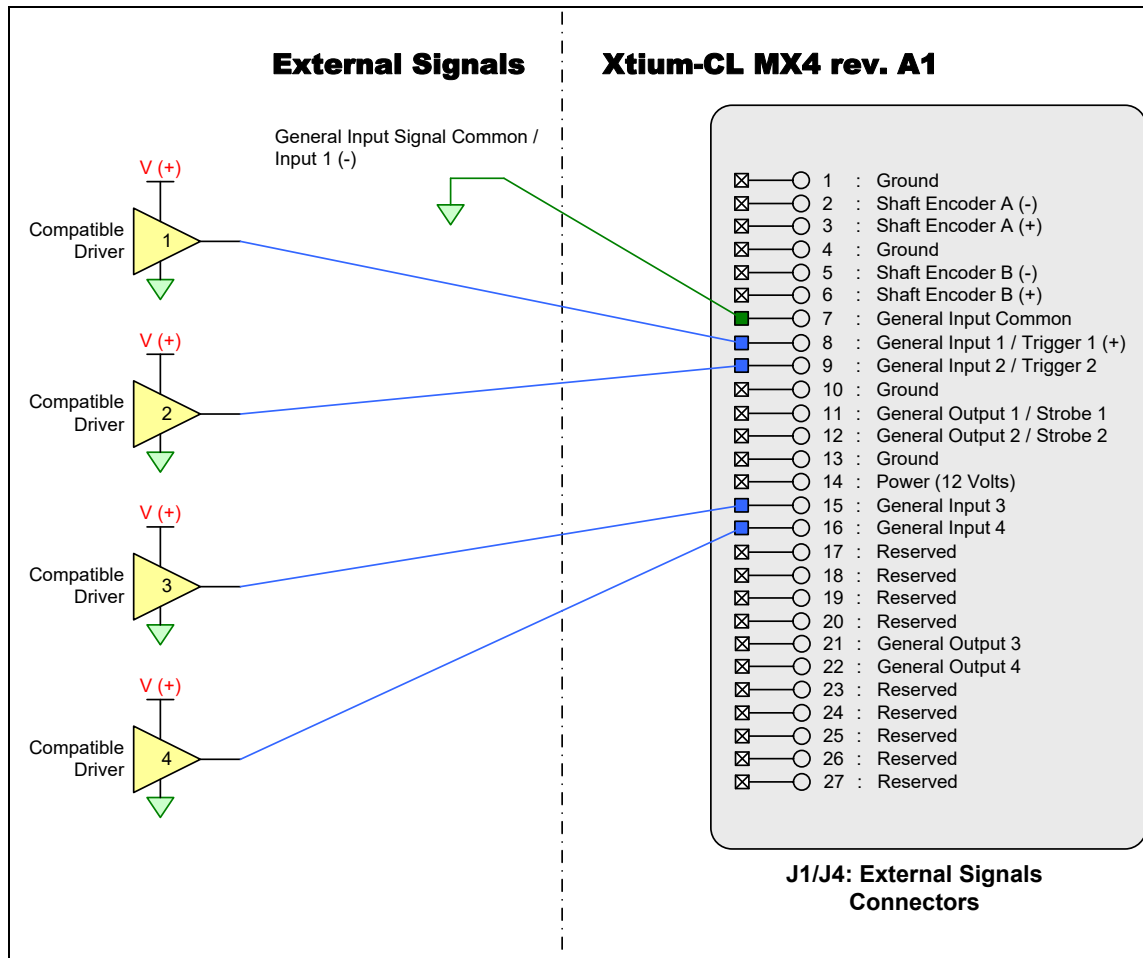 External Signals
Xtium-CL MX4 rev. A1
General Input Signal Common /
Input 1 (-)
V (+)
Compatible
Driver
1
V (+)
Compatible
Driver
2
V (+)
Compatible
Driver
3
V (+)
Compatible
Driver
4
1 : Ground
2 : Shaft Encoder A (-)
3 : Shaft Encoder A (+)
4 : Ground
5 : Shaft Encoder B (-)
6 : Shaft Encoder B (+)
7 : General Input Common
8 : General Input 1 / Trigger 1 (+)
9 : General Input 2 / Trigger 2
10 : Ground
11 : General Output 1 / Strobe 1
12 : General Output 2 / Strobe 2
13 : Ground
14 : Power (12 Volts)
15 : General Input 3
16 : General Input 4
17 : Reserved
18 : Reserved
19 : Reserved
20 : Reserved
21 : General Output 3
22 : General Output 4
23 : Reserved
24 : Reserved
25 : Reserved
26 : Reserved
27 : Reserved
J1/J4: External Signals
Connectors